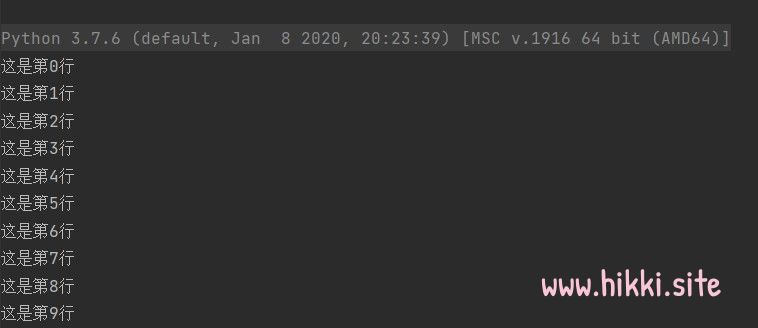 Python 3.7.6 (default, Jan  8 2020, 20:23:39) [MSC v.1916 64 bit (AMD64)]
这是第0行
这是第1行
这是第2行
这是第3行
这是第4行
这是第5行
这是第6行
这是第7行
这是第8行
这是第9行
www.hikki.site